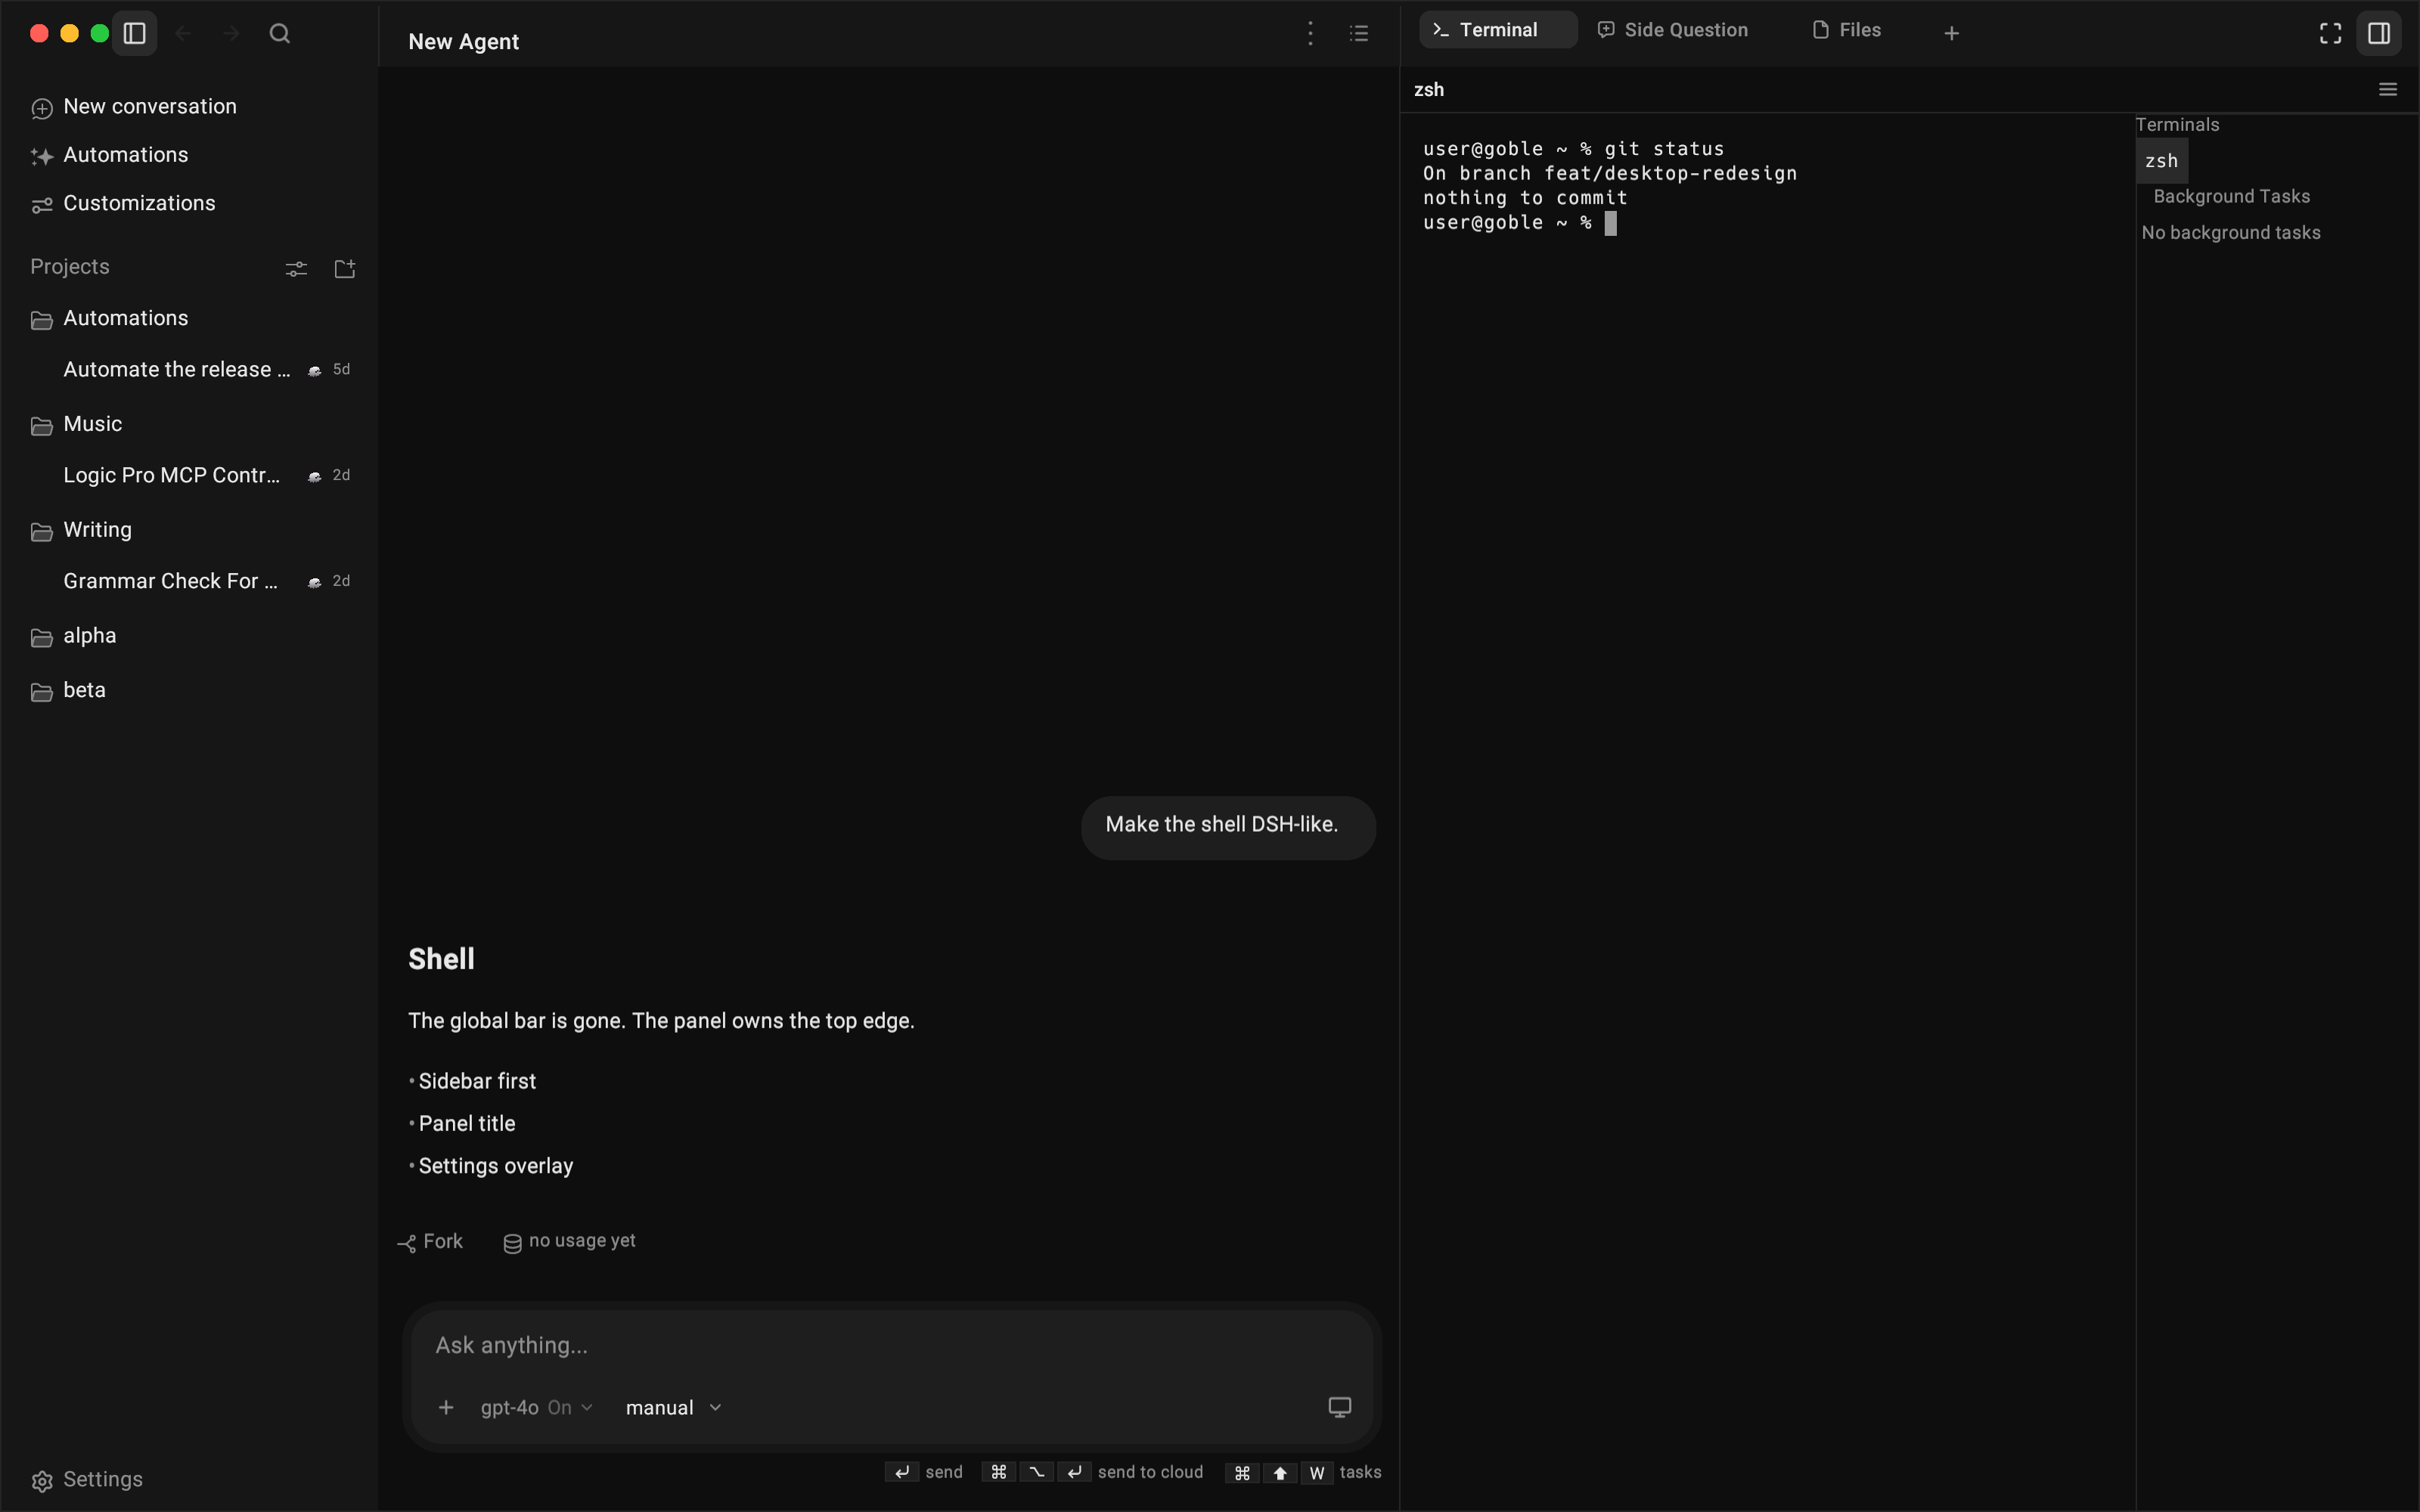 New conversation
Automations
Customizations
Projects
Automations
Automate the release ... 5d
Music
Logic Pro MCP Contr... 2d
Writing
Grammar Check For ... 2d
alpha
beta
Settings
New Agent
Make the shell DSH-like.
Shell
The global bar is gone. The panel owns the top edge.
• Sidebar first
• Panel title
• Settings overlay
Fork no usage yet
Ask anything...
+ gpt-4o On manual
↵ send ⌘ ⌥ ↵ send to cloud ⌘ ⬆ W tasks
Terminal Side Question Files +
zsh
user@goble ~ % git status
On branch feat/desktop-redesign
nothing to commit
user@goble ~ %
Terminals
zsh
Background Tasks
No background tasks